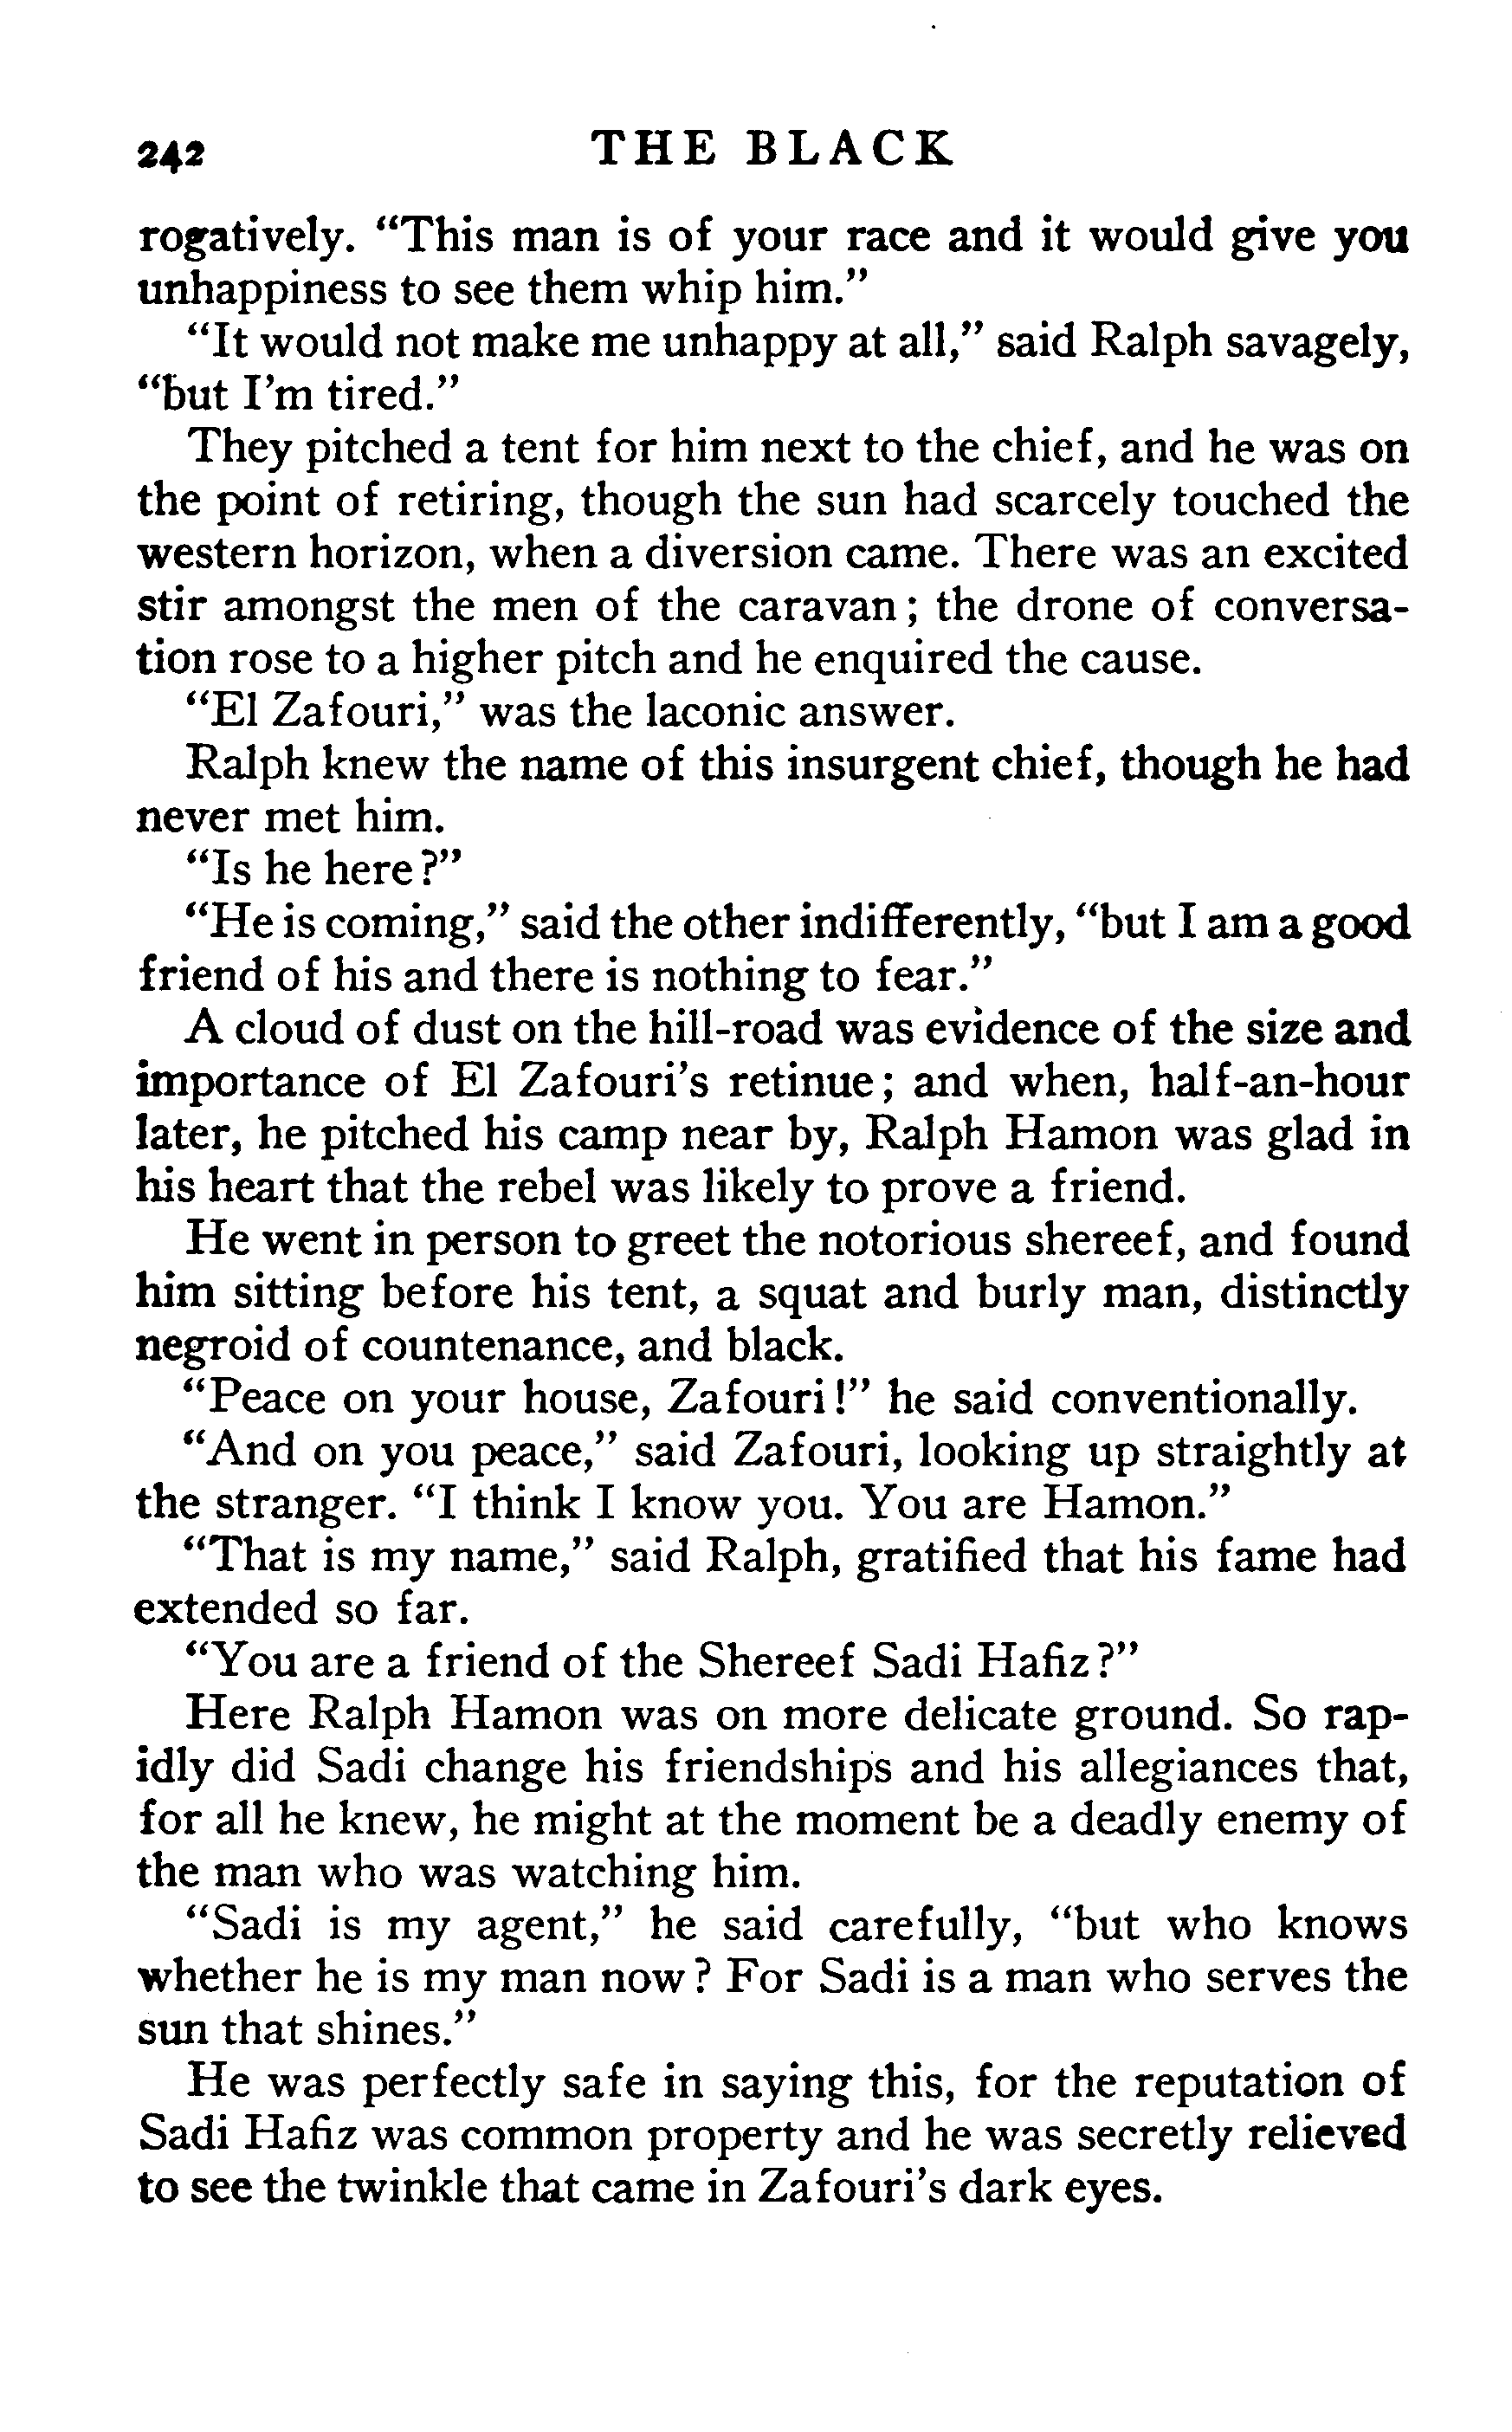 242 THE BLACK
rogatively. "This man is of your race and it would give you
unhappiness to see them whip him."
"It would not make me unhappy at all," said Ralph savagely,
"but I'm tired."
They pitched a tent for him next to the chief, and he was on
the point of retiring, though the sun had scarcely touched the
western horizon, when a diversion came. There was an excited
stir amongst the men of the caravan; the drone of conversa-
tion rose to a higher pitch and he enquired the cause.
"El Zafouri," was the laconic answer.
Ralph knew the name of this insurgent chief, though he had
never met him.
"Is he here?"
"He is coming," said the other indifferently, "but I am a good
friend of his and there is nothing to fear."
A cloud of dust on the hill-road was evidence of the size and
importance of El Zafouri's retinue; and when, half-an-hour
later, he pitched his camp near by, Ralph Hamon was glad in
his heart that the rebel was likely to prove a friend.
He went in person to greet the notorious shereef, and found
him sitting before his tent, a squat and burly man, distinctly
negroid of countenance, and black.
"Peace on your house, Zafouri!" he said conventionally.
"And on you peace," said Zafouri, looking up straightly at
the stranger. "I think I know you. You are Hamon."
"That is my name," said Ralph, gratified that his fame had
extended so far.
"You are a friend of the Shereef Sadi Hafiz?"
Here Ralph Hamon was on more delicate ground. So rap-
idly did Sadi change his friendships and his allegiances that,
for all he knew, he might at the moment be a deadly enemy of
the man who was watching him.
"Sadi is my agent," he said carefully, "but who knows
whether he is my man now? For Sadi is a man who serves the
sun that shines."
He was perfectly safe in saying this, for the reputation of
Sadi Hafiz was common property and he was secretly relieved
to see the twinkle that came in Zafouri's dark eyes.